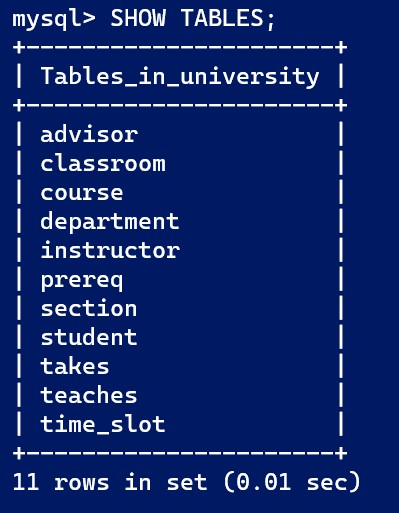 mysql> SHOW TABLES;
+----------------------+
| Tables_in_university |
+----------------------+
| advisor              |
| classroom            |
| course               |
| department           |
| instructor           |
| prereq               |
| section              |
| student              |
| takes                |
| teaches              |
| time_slot            |
+----------------------+
11 rows in set (0.01 sec)